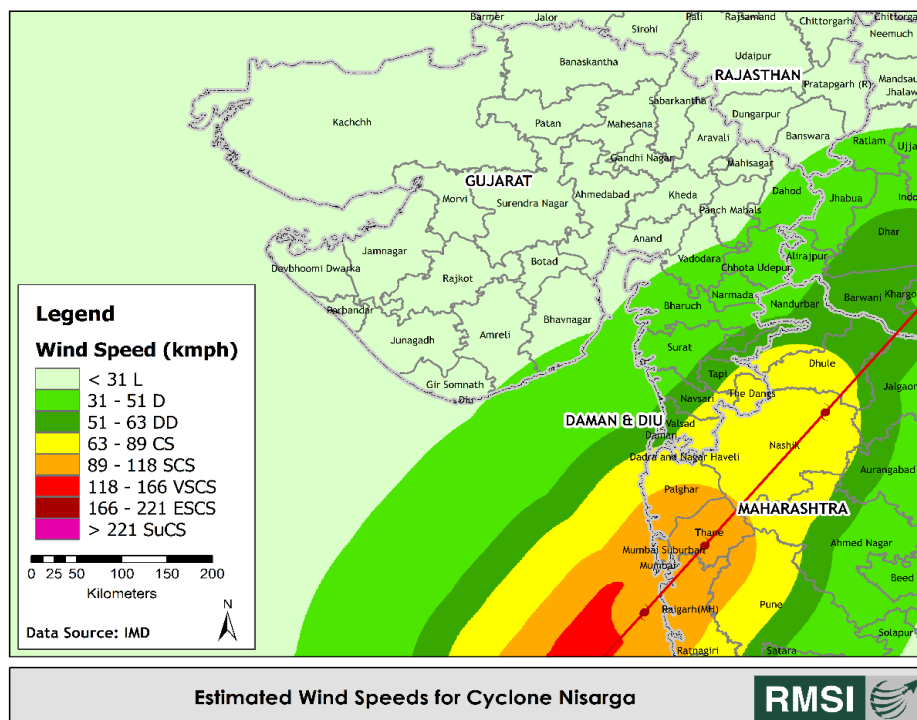 Barmer
Jalor
Sirohi
Pali
Rajsamand
Chittorgarh
Chittorg
Neemuch
Banaskantha
Udaipur
RAJASTHAN
Pratapgarh (R)
Mandsau
Jhalaw
Kachchh
Patan
Mahesana
Sabarkantha
Dungarpur
Aravali
Banswara
Ratlam
Ujja
Gandhi Nagar
Mahisagar
GUJARAT
Morvi
Surendra Nagar
Ahmedabad
Kheda
Dahod
Jhabua
Indo
Panch Mahals
Anand
Dhar
Jamnagar
Devbhoomi Dwarka
Rajkot
Botad
Vadodara
Chhota Udepur
Alirajpur
Barwani
Khargo
Porbandar
Bhavnagar
Bharuch
Narmada
Nandurbar
Junagadh
Amreli
Surat
Tapi
Dhule
Jalgaon
Gir Somnath
Diu
Navsari
The Dangs
DAMAN & DIU
Valsad
Daman
Nashik
Dadra and Nagar Haveli
Aurangabad
Palghar
MAHARASHTRA
Thane
Mumbai Suburban
Mumbai
Ahmed Nagar
Beed
Raigarh(MH)
Pune
Solapur
Ratnagiri
Satara
Legend
Wind Speed (kmph)
< 31 L
31 - 51 D
51 - 63 DD
63 - 89 CS
89 - 118 SCS
118 - 166 VSCS
166 - 221 ESCS
> 221 SuCS
0 25 50 100 150 200
Kilometers
N
Data Source: IMD
Estimated Wind Speeds for Cyclone Nisarga
RMSI